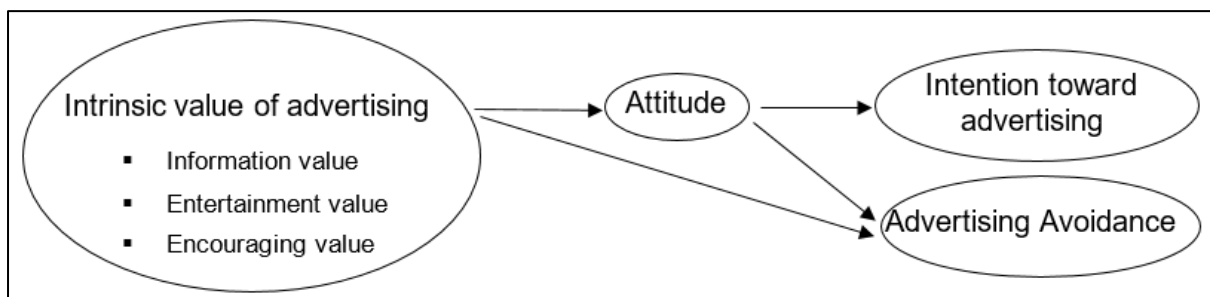 Intrinsic value of advertising
▪ Information value
▪ Entertainment value
▪ Encouraging value
Attitude
Intention toward
advertising
Advertising Avoidance